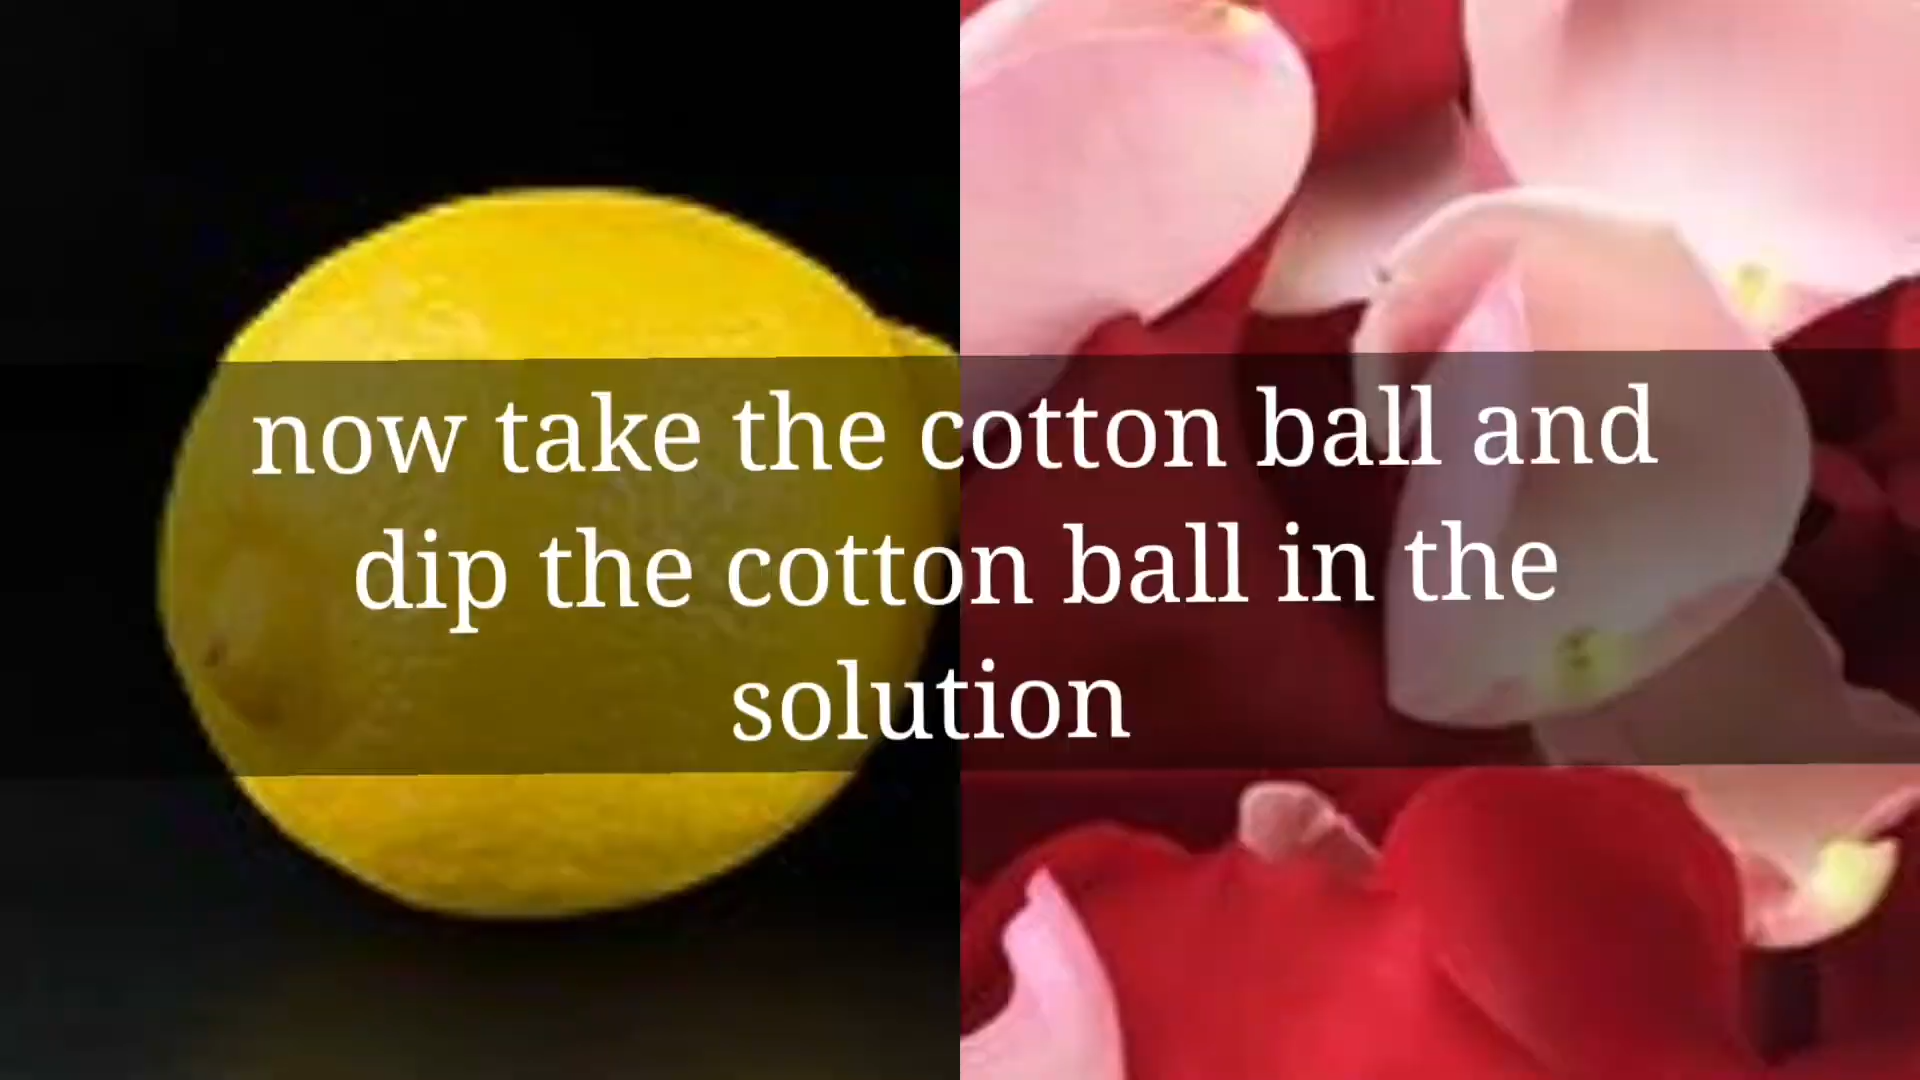 now take the cotton ball and
dip the cotton ball in the
solution